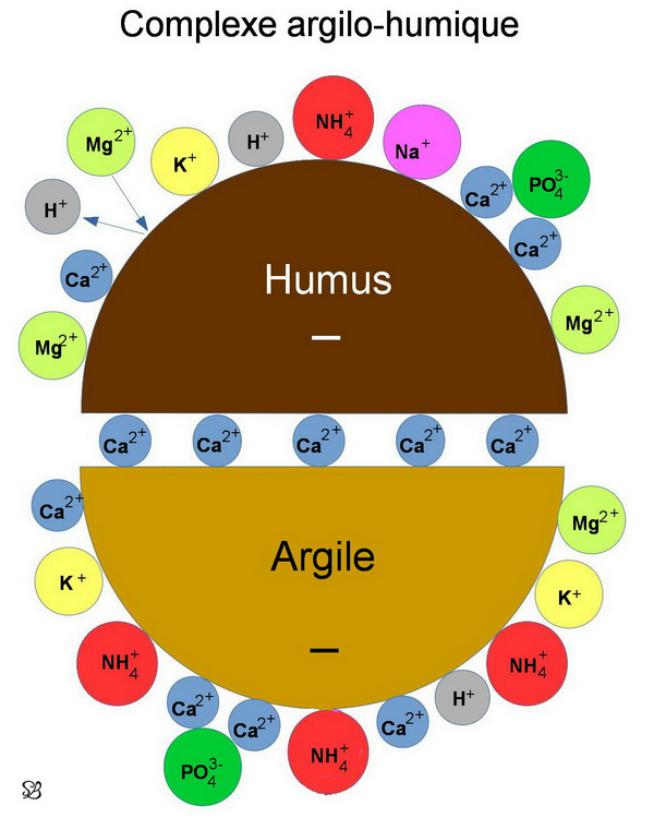 Complexe argilo-humique
NH₄⁺
Mg²⁺
K⁺
H⁺
Na⁺
Ca²⁺
PO₄³⁻
H⁺
Ca²⁺
Ca²⁺
Humus
–
Mg²⁺
Mg²⁺
Ca²⁺
Ca²⁺
Ca²⁺
Ca²⁺
Ca²⁺
Ca²⁺
Mg²⁺
Argile
–
K⁺
K⁺
NH₄⁺
NH₄⁺
Ca²⁺
H⁺
Ca²⁺
Ca²⁺
NH₄⁺
PO₄³⁻